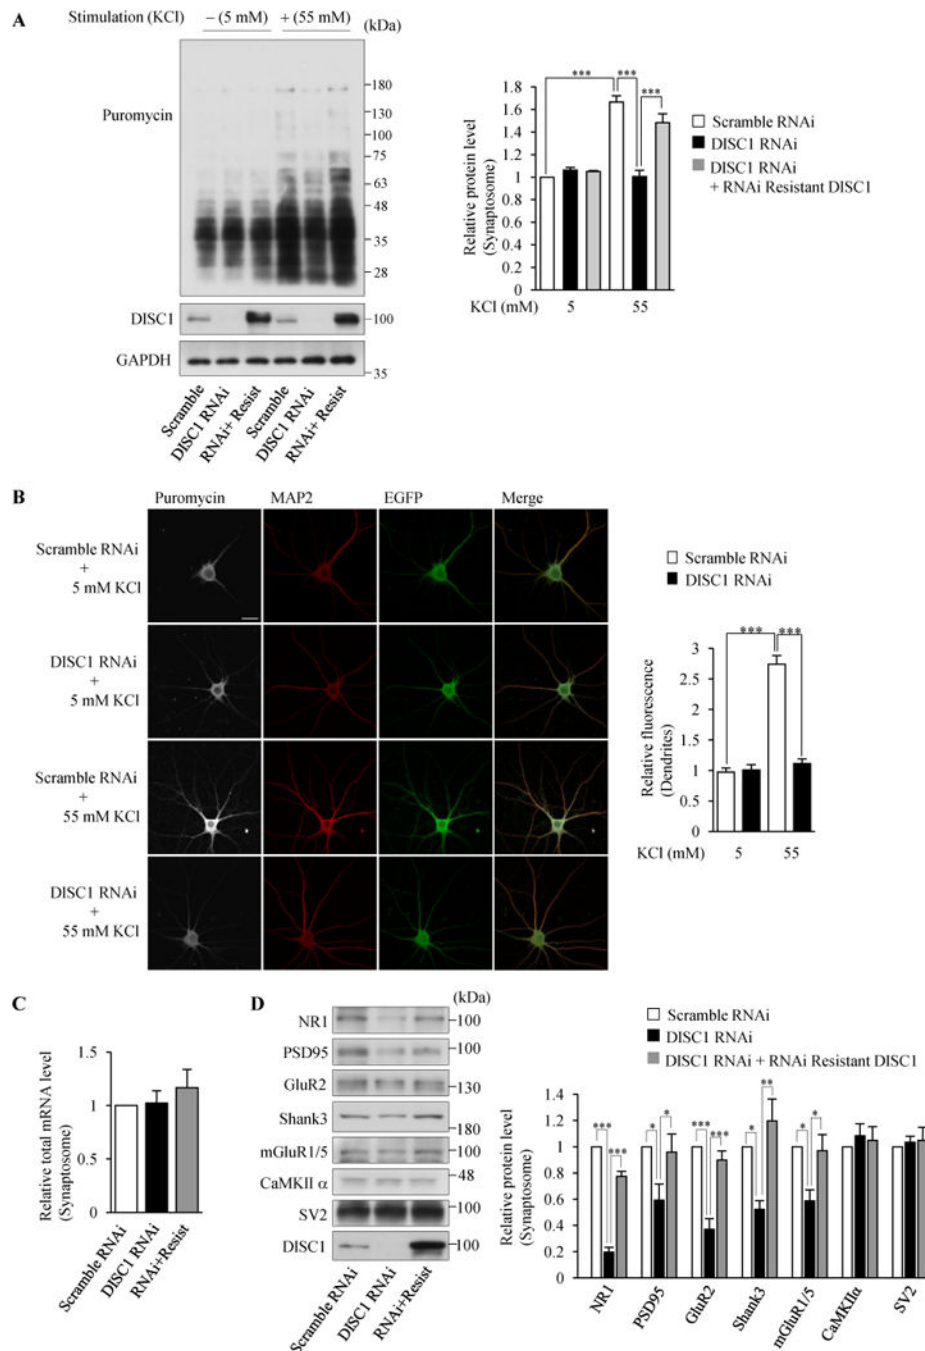 A
Stimulation (KCl)
− (5 mM)
+ (55 mM)
(kDa)
Puromycin
180
130
100
75
63
48
35
28
DISC1
100
GAPDH
35
Scramble
DISC1 RNAi
RNAi+ Resist
Scramble
DISC1 RNAi
RNAi+ Resist
Relative protein level
(Synaptosome)
1.8
1.6
1.4
1.2
1
0.8
0.6
0.4
0.2
0
***
***
***
KCl (mM)
5
55
Scramble RNAi
DISC1 RNAi
DISC1 RNAi
+ RNAi Resistant DISC1
B
Puromycin
MAP2
EGFP
Merge
Scramble RNAi
+
5 mM KCl
DISC1 RNAi
+
5 mM KCl
Scramble RNAi
+
55 mM KCl
DISC1 RNAi
+
55 mM KCl
Scramble RNAi
DISC1 RNAi
Relative fluorescence
(Dendrites)
3
2.5
2
1.5
1
0.5
0
***
***
KCl (mM)
5
55
C
Relative total mRNA level
(Synaptosome)
1.5
1
0.5
0
Scramble RNAi
DISC1 RNAi
RNAi+Resist
D
(kDa)
NR1
100
PSD95
100
GluR2
130
Shank3
180
mGluR1/5
100
CaMKII α
48
SV2
100
DISC1
100
Scramble RNAi
DISC1 RNAi
RNAi+Resist
Scramble RNAi
DISC1 RNAi
DISC1 RNAi + RNAi Resistant DISC1
Relative protein level
(Synaptosome)
1.4
1.2
1
0.8
0.6
0.4
0.2
0
***
***
*
*
***
***
*
**
*
*
NR1
PSD95
GluR2
Shank3
mGluR1/5
CaMKIIα
SV2